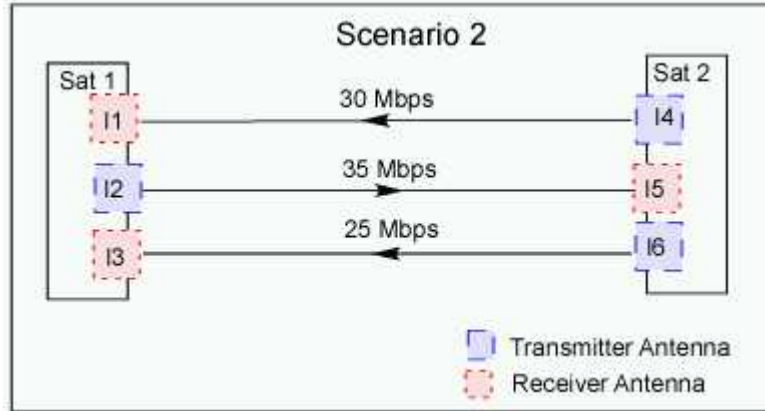 Scenario 2
Sat 1
Sat 2
30 Mbps
I1
I4
35 Mbps
I2
I5
25 Mbps
I3
I6
Transmitter Antenna
Receiver Antenna